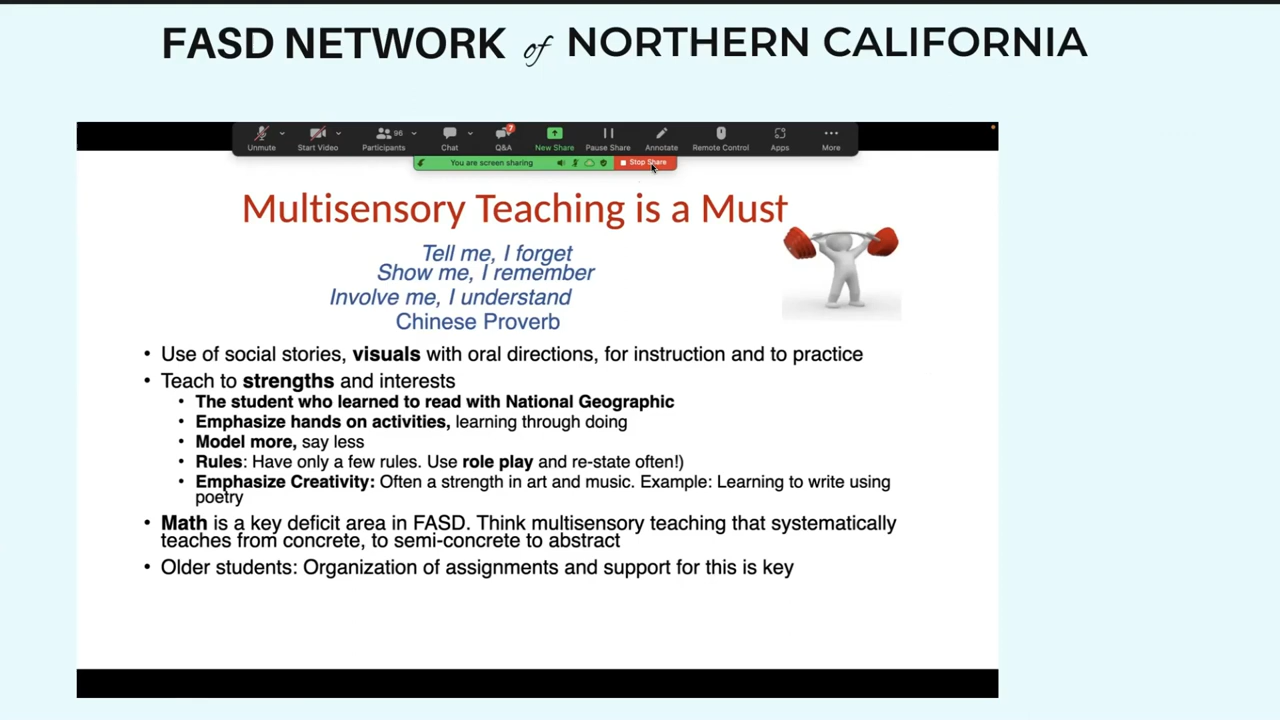 FASD NETWORK of NORTHERN CALIFORNIA
Unmute
Start Video
96
Participants
Chat
7
Q&A
New Share
Pause Share
Annotate
Remote Control
Apps
More
You are screen sharing
Stop Share
Multisensory Teaching is a Must
Tell me, I forget
Show me, I remember
Involve me, I understand
Chinese Proverb
• Use of social stories, visuals with oral directions, for instruction and to practice
• Teach to strengths and interests
• The student who learned to read with National Geographic
• Emphasize hands on activities, learning through doing
• Model more, say less
• Rules: Have only a few rules. Use role play and re-state often!)
• Emphasize Creativity: Often a strength in art and music. Example: Learning to write using
poetry
• Math is a key deficit area in FASD. Think multisensory teaching that systematically
teaches from concrete, to semi-concrete to abstract
• Older students: Organization of assignments and support for this is key